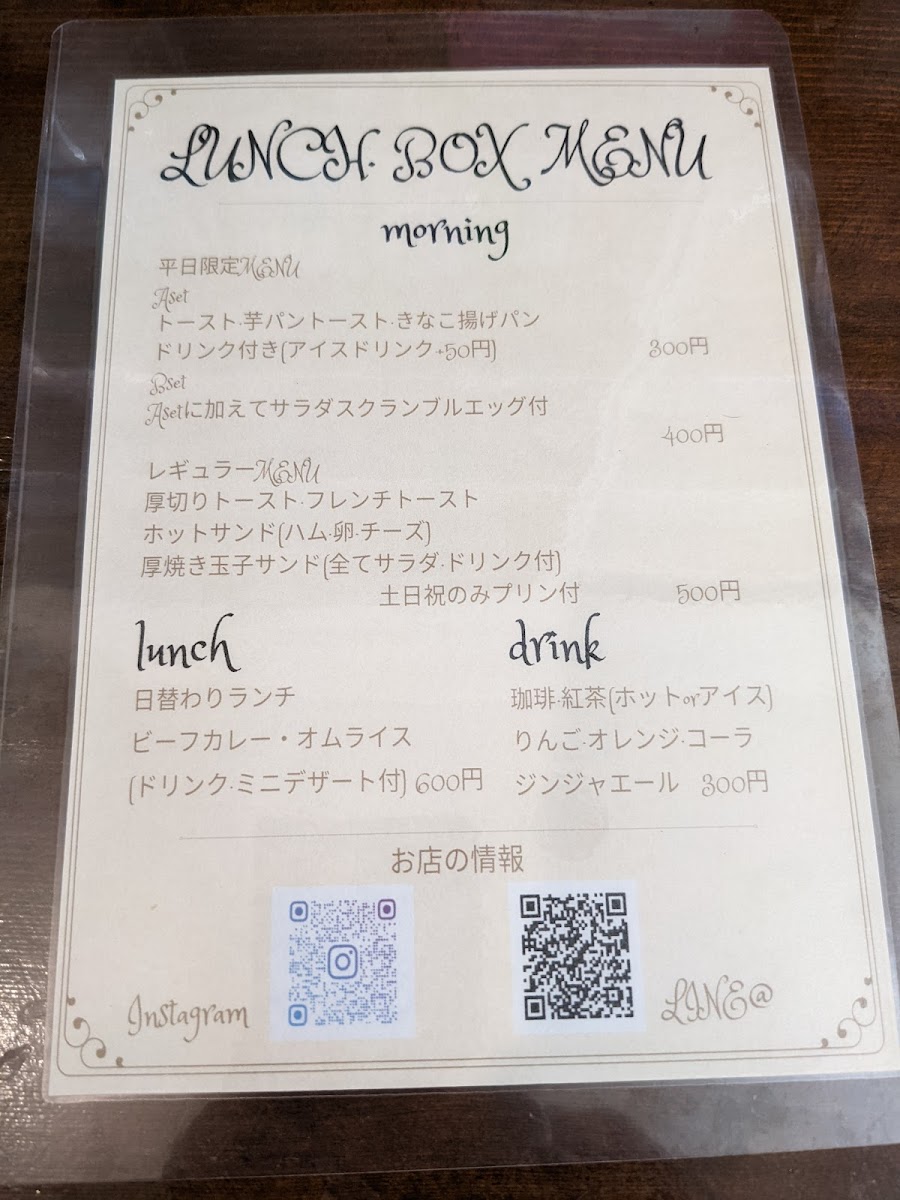 LUNCH BOX MENU
morning
平日限定MENU
Aset
トースト·芋パントースト·きなこ揚げパン
ドリンク付き(アイスドリンク+50円) 300円
Bset
Asetに加えてサラダスクランブルエッグ付
400円
レギュラーMENU
厚切りトースト·フレンチトースト
ホットサンド(ハム·卵·チーズ)
厚焼き玉子サンド(全てサラダ·ドリンク付)
土日祝のみプリン付 500円
lunch
日替わりランチ
ビーフカレー・オムライス
(ドリンク·ミニデザート付) 600円
drink
珈琲·紅茶(ホットorアイス)
りんご·オレンジ·コーラ
ジンジャエール 300円
お店の情報
Instagram
LINE@